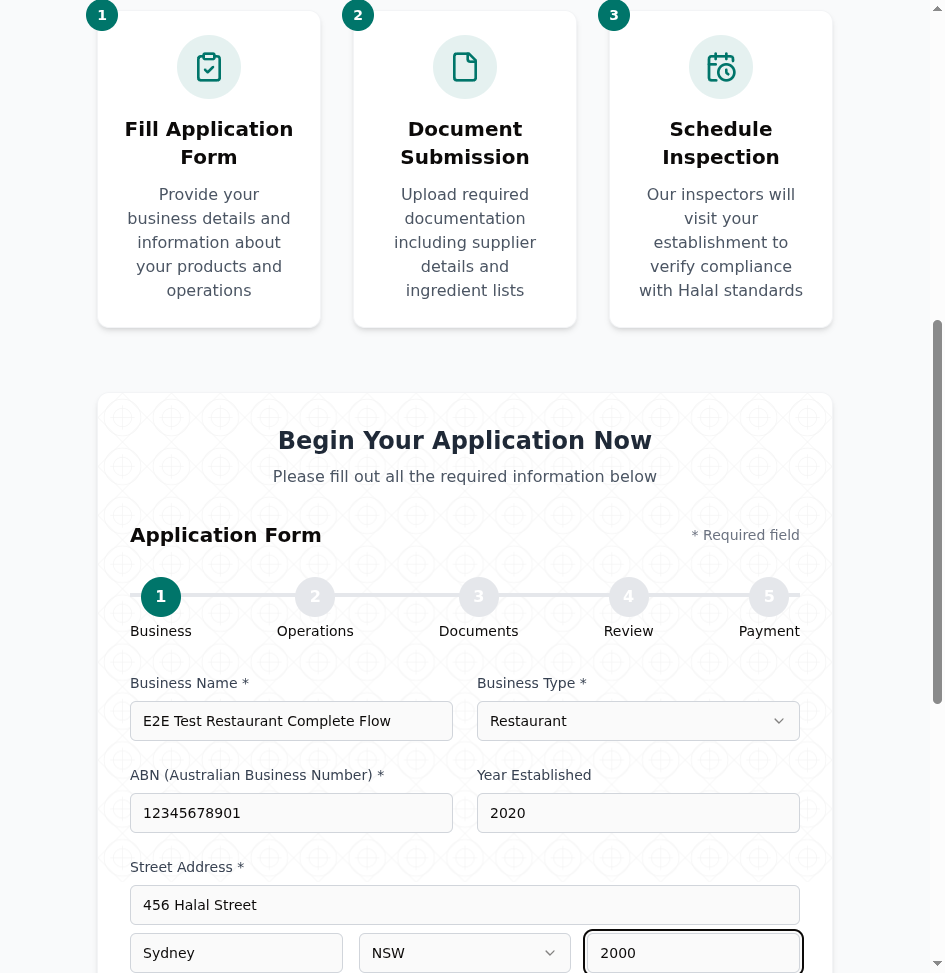 1
2
3
Fill Application
Form
Provide your
business details and
information about
your products and
operations
Document
Submission
Upload required
documentation
including supplier
details and
ingredient lists
Schedule
Inspection
Our inspectors will
visit your
establishment to
verify compliance
with Halal standards
Begin Your Application Now
Please fill out all the required information below
Application Form
* Required field
1
2
3
4
5
Business
Operations
Documents
Review
Payment
Business Name *
Business Type *
E2E Test Restaurant Complete Flow
Restaurant
ABN (Australian Business Number) *
Year Established
12345678901
2020
Street Address *
456 Halal Street
Sydney
NSW
2000